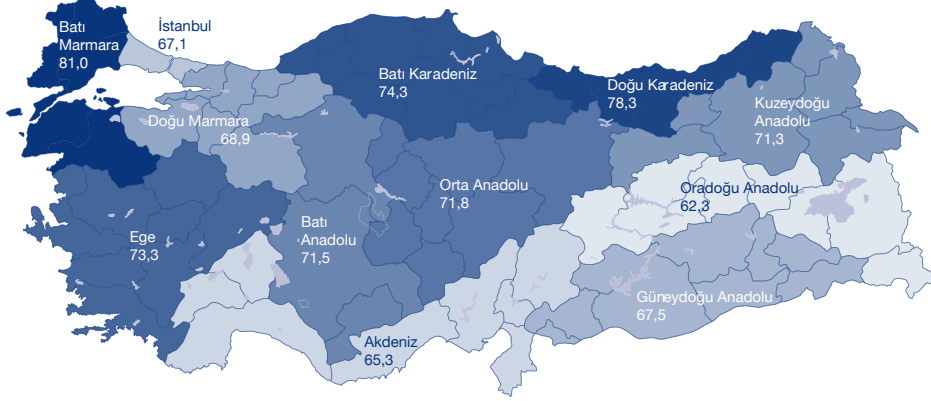 Batı
Marmara
81,0
İstanbul
67,1
Batı Karadeniz
74,3
Doğu Karadeniz
78,3
Kuzeydoğu
Anadolu
71,3
Doğu Marmara
68,9
Orta Anadolu
71,8
Oradoğu Anadolu
62,3
Ege
73,3
Batı
Anadolu
71,5
Güneydoğu Anadolu
67,5
Akdeniz
65,3